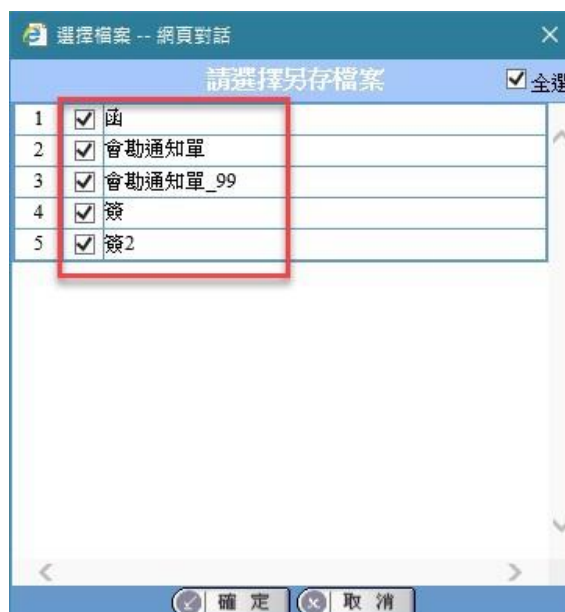 選擇檔案 -- 網頁對話
請選擇另存檔案 全選
1 函
2 會勘通知單
3 會勘通知單_99
4 簽
5 簽2
確 定 取 消